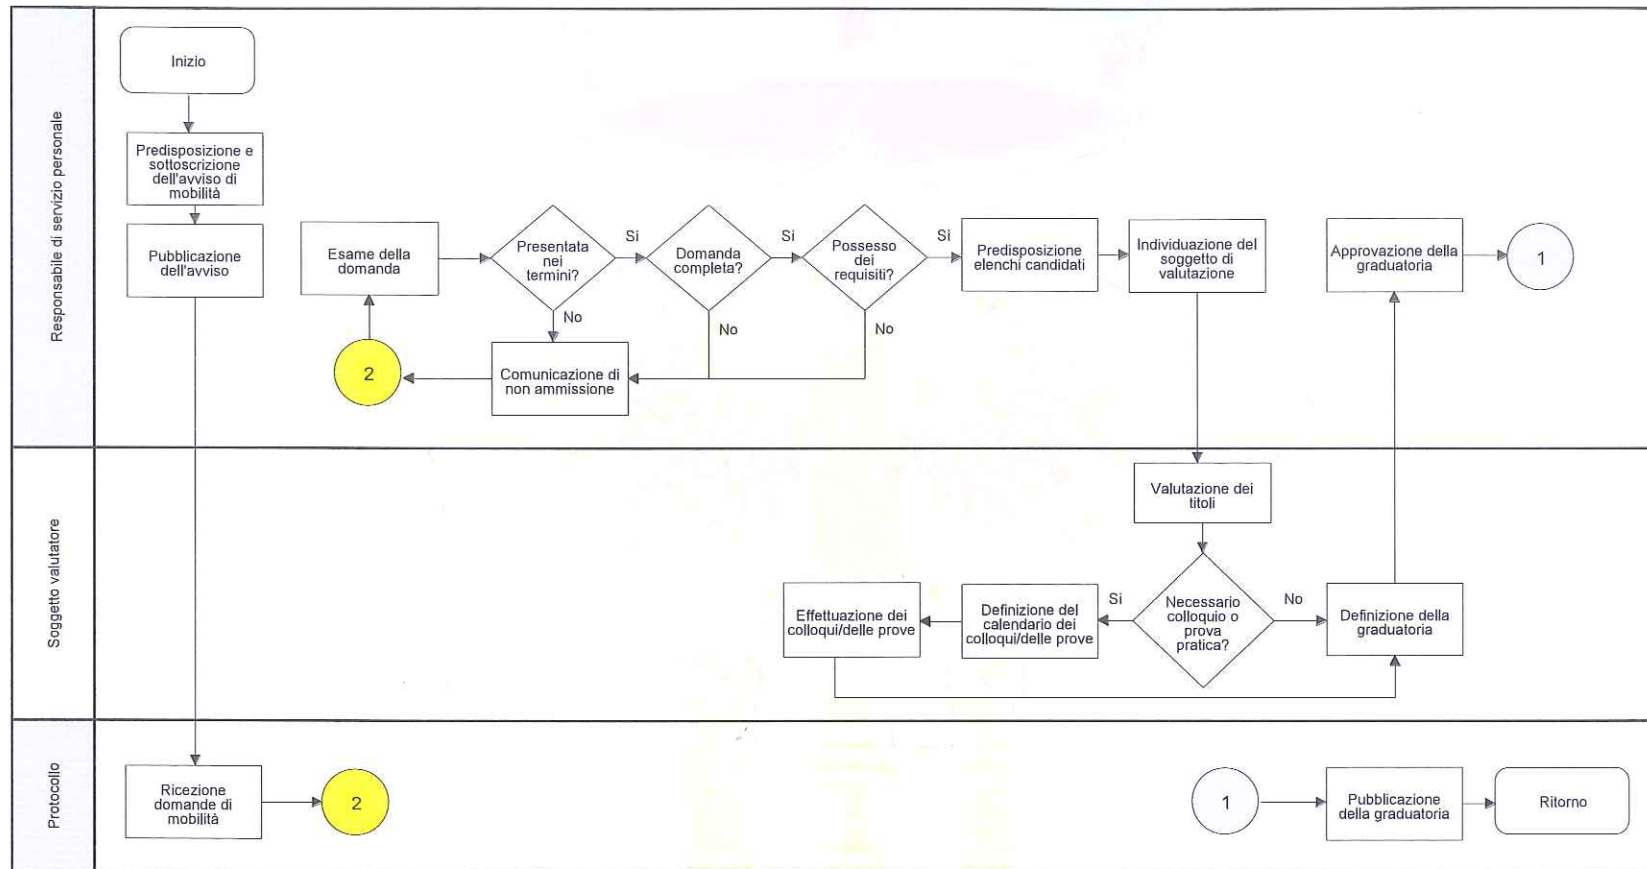 Responsabile di servizio personale
Inizio
Predisposizione e
sottoscrizione
dell'avviso di
mobilità
Pubblicazione
dell'avviso
Esame della
domanda
Presentata
nei
termini?
Si
No
Domanda
completa?
Si
No
Possesso
dei
requisiti?
Si
No
Predisposizione
elenchi candidati
Individuazione del
soggetto di
valutazione
Approvazione della
graduatoria
1
2
Comunicazione di
non ammissione
Soggetto valutatore
Valutazione dei
titoli
Effettuazione dei
colloqui/delle prove
Definizione del
calendario dei
colloqui/delle prove
Si
Necessario
colloquio o
prova
pratica?
No
Definizione della
graduatoria
Protocollo
Ricezione
domande di
mobilità
2
1
Pubblicazione
della graduatoria
Ritorno